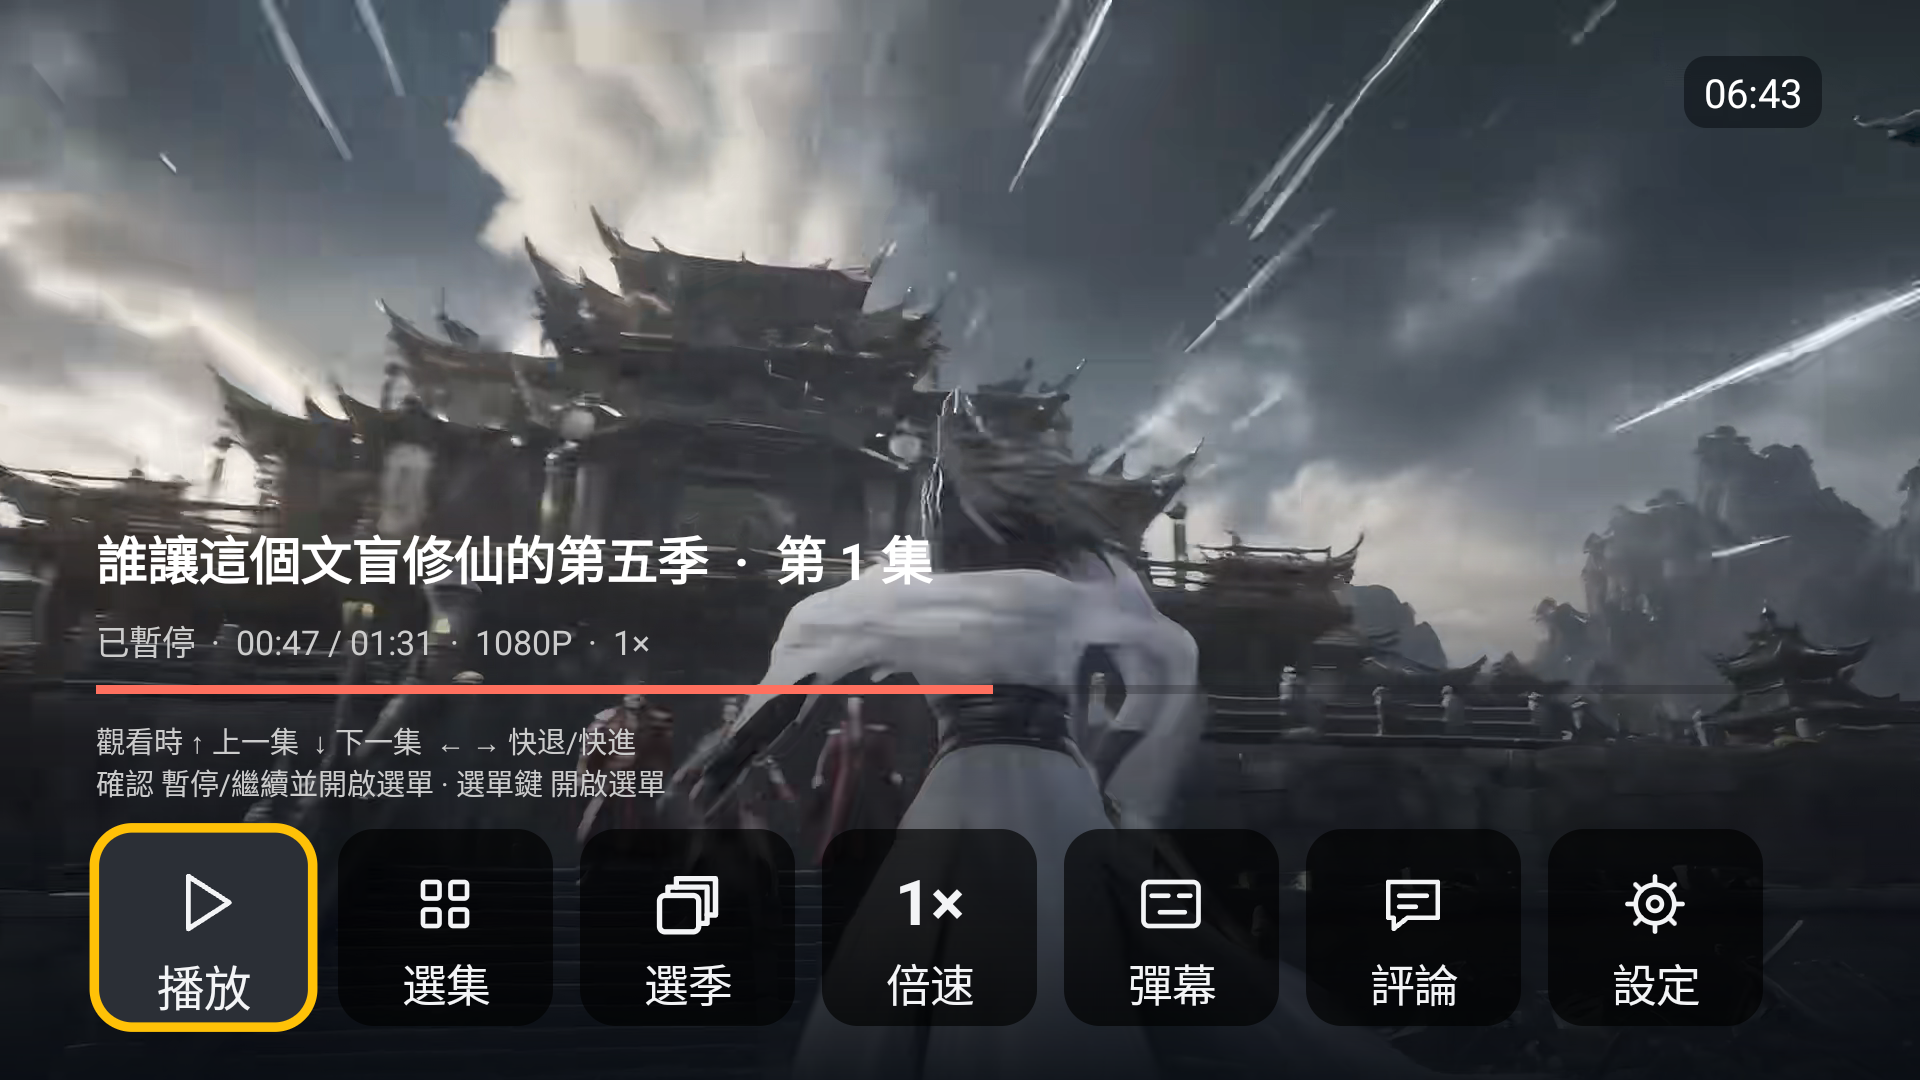 06:43
誰讓這個文盲修仙的第五季 · 第 1 集
已暫停 · 00:47 / 01:31 · 1080P · 1×
觀看時 ↑ 上一集 ↓ 下一集 ← → 快退/快進
確認 暫停/繼續並開啟選單 · 選單鍵 開啟選單
1×
播放 選集 選季 倍速 彈幕 評論 設定